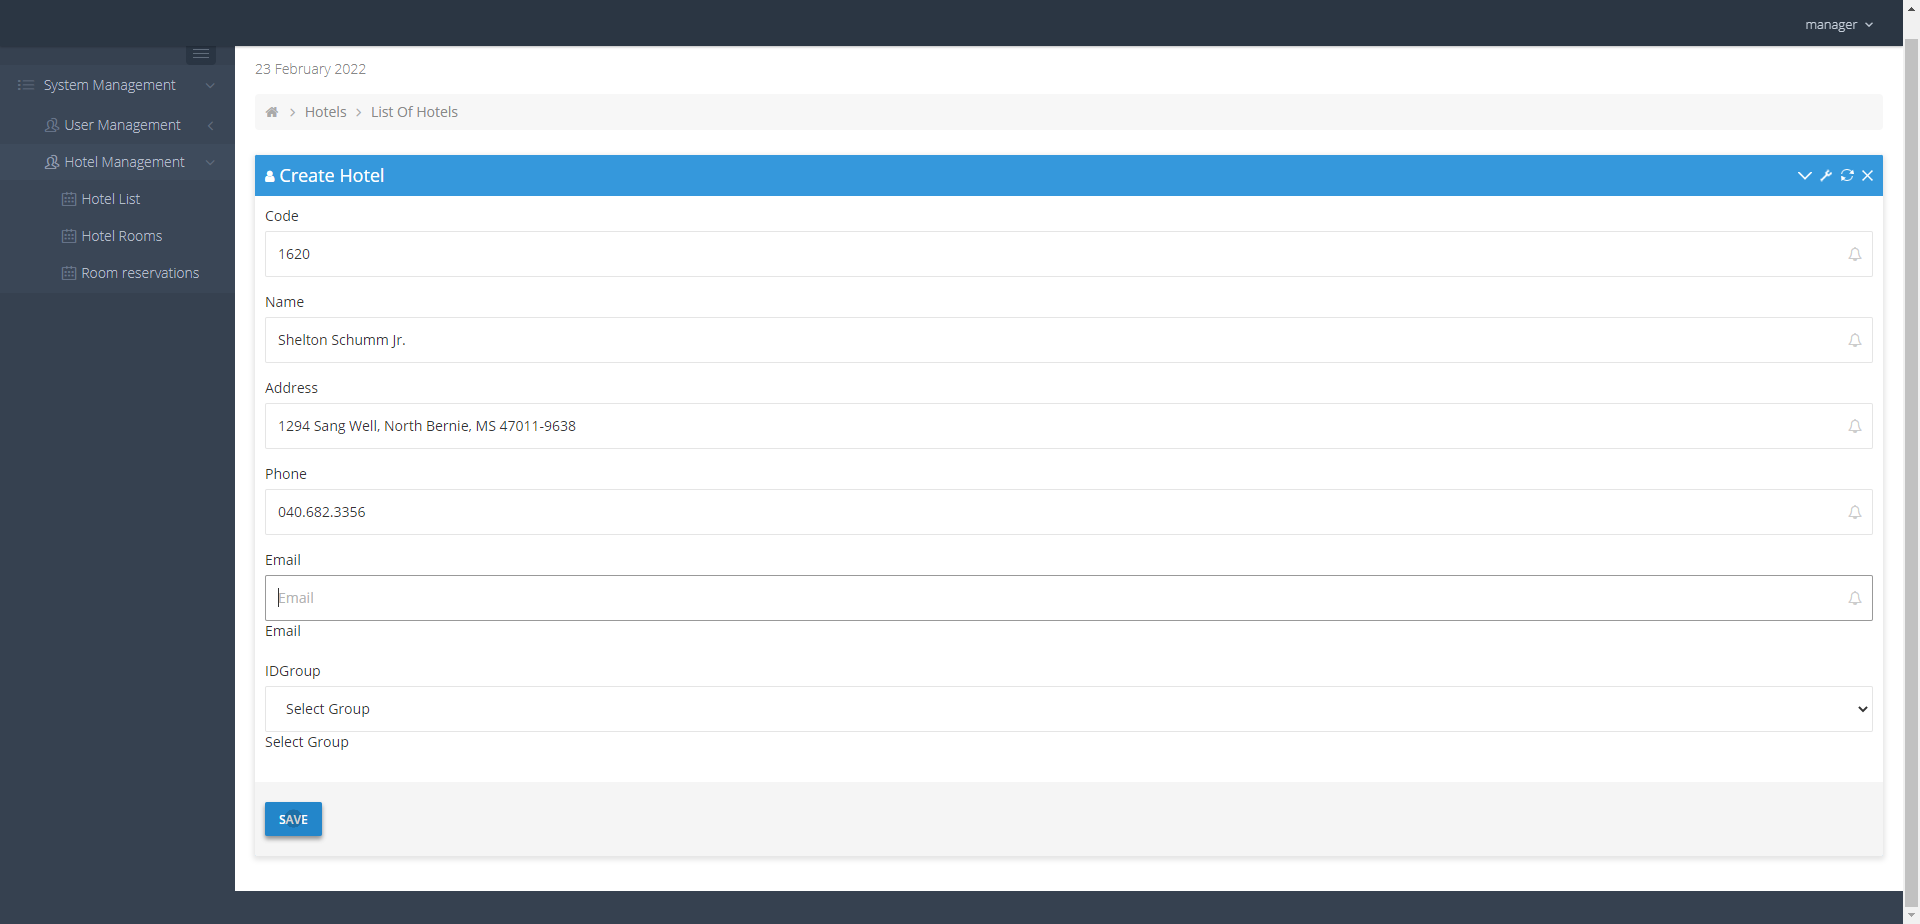 manager
System Management
User Management
Hotel Management
Hotel List
Hotel Rooms
Room reservations
23 February 2022
Hotels
List Of Hotels
Create Hotel
Code
1620
Name
Shelton Schumm Jr.
Address
1294 Sang Well, North Bernie, MS 47011-9638
Phone
040.682.3356
Email
Email
Email
IDGroup
Select Group
Select Group
SAVE